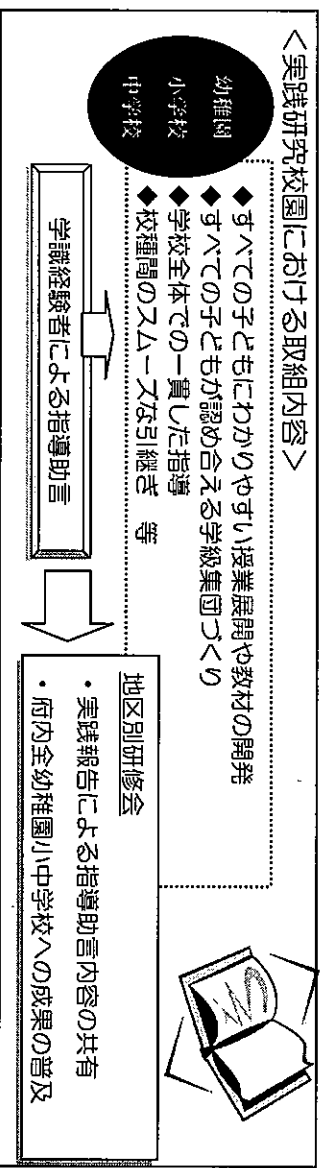 <実践研究校園における取組内容>
幼稚園
小学校
中学校
◆すべての子どもにわかりやすい授業展開や教材の開発
◆すべての子どもが認め合える学級集団づくり
◆学校全体での一貫した指導
◆校種間のスムーズな引継ぎ 等
学識経験者による指導助言
地区別研修会
・実践報告による指導助言内容の共有
・府内全幼稚園小中学校への成果の普及